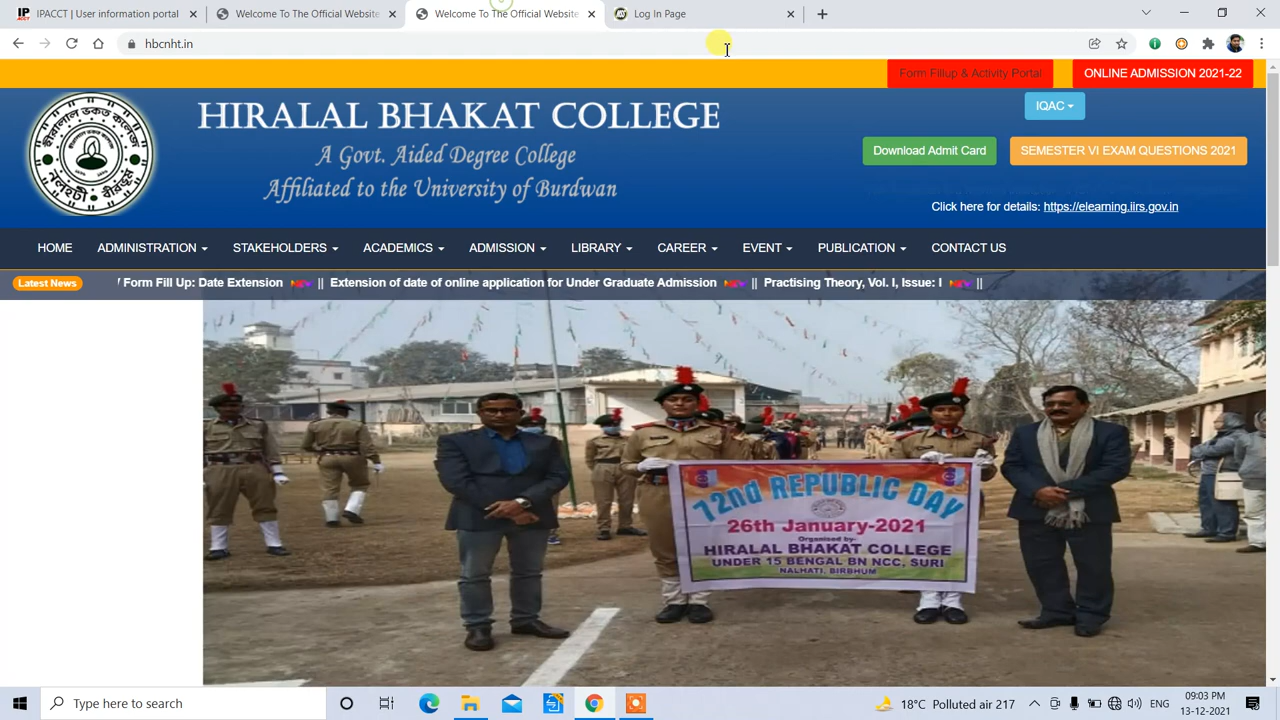 IPACCT | User information portal
Welcome To The Official Website
Welcome To The Official Website
Log In Page
hbcnht.in
Form Fillup & Activity Portal
ONLINE ADMISSION 2021-22
হীরালাল ভকত কলেজ
নলহাটী • বীরভূম
HIRALAL BHAKAT COLLEGE
A Govt. Aided Degree College
Affiliated to the University of Burdwan
IQAC
Download Admit Card
SEMESTER VI EXAM QUESTIONS 2021
Click here for details: https://elearning.iirs.gov.in
HOME ADMINISTRATION STAKEHOLDERS ACADEMICS ADMISSION LIBRARY CAREER EVENT PUBLICATION CONTACT US
Latest News
Form Fill Up: Date Extension || Extension of date of online application for Under Graduate Admission || Practising Theory, Vol. I, Issue: I ||
72nd REPUBLIC DAY
26th January-2021
Organised by-
HIRALAL BHAKAT COLLEGE
UNDER 15 BENGAL BN NCC, SURI
NALHATI, BIRBHUM
Type here to search
18°C Polluted air 217
ENG
09:03 PM
13-12-2021